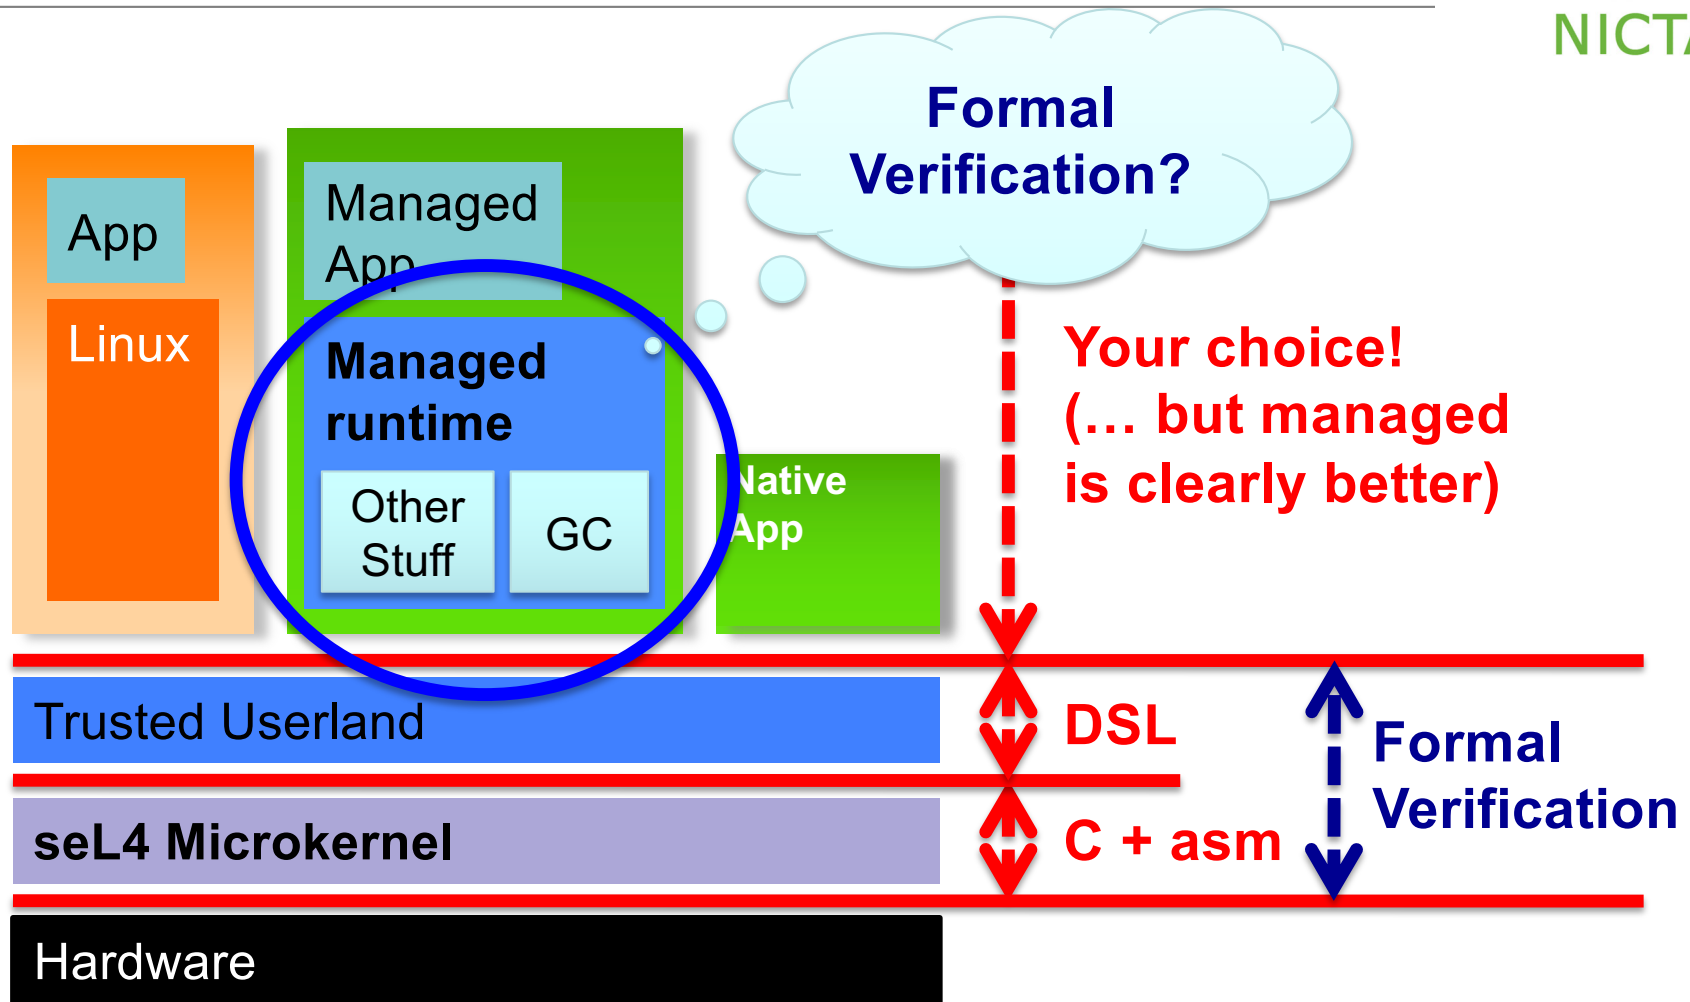 NICTA
Formal
Verification?
App
Linux
Managed
App
Managed
runtime
Other
Stuff
GC
Native
App
Your choice!
(… but managed
is clearly better)
Trusted Userland
DSL
Formal
Verification
seL4 Microkernel
C + asm
Hardware